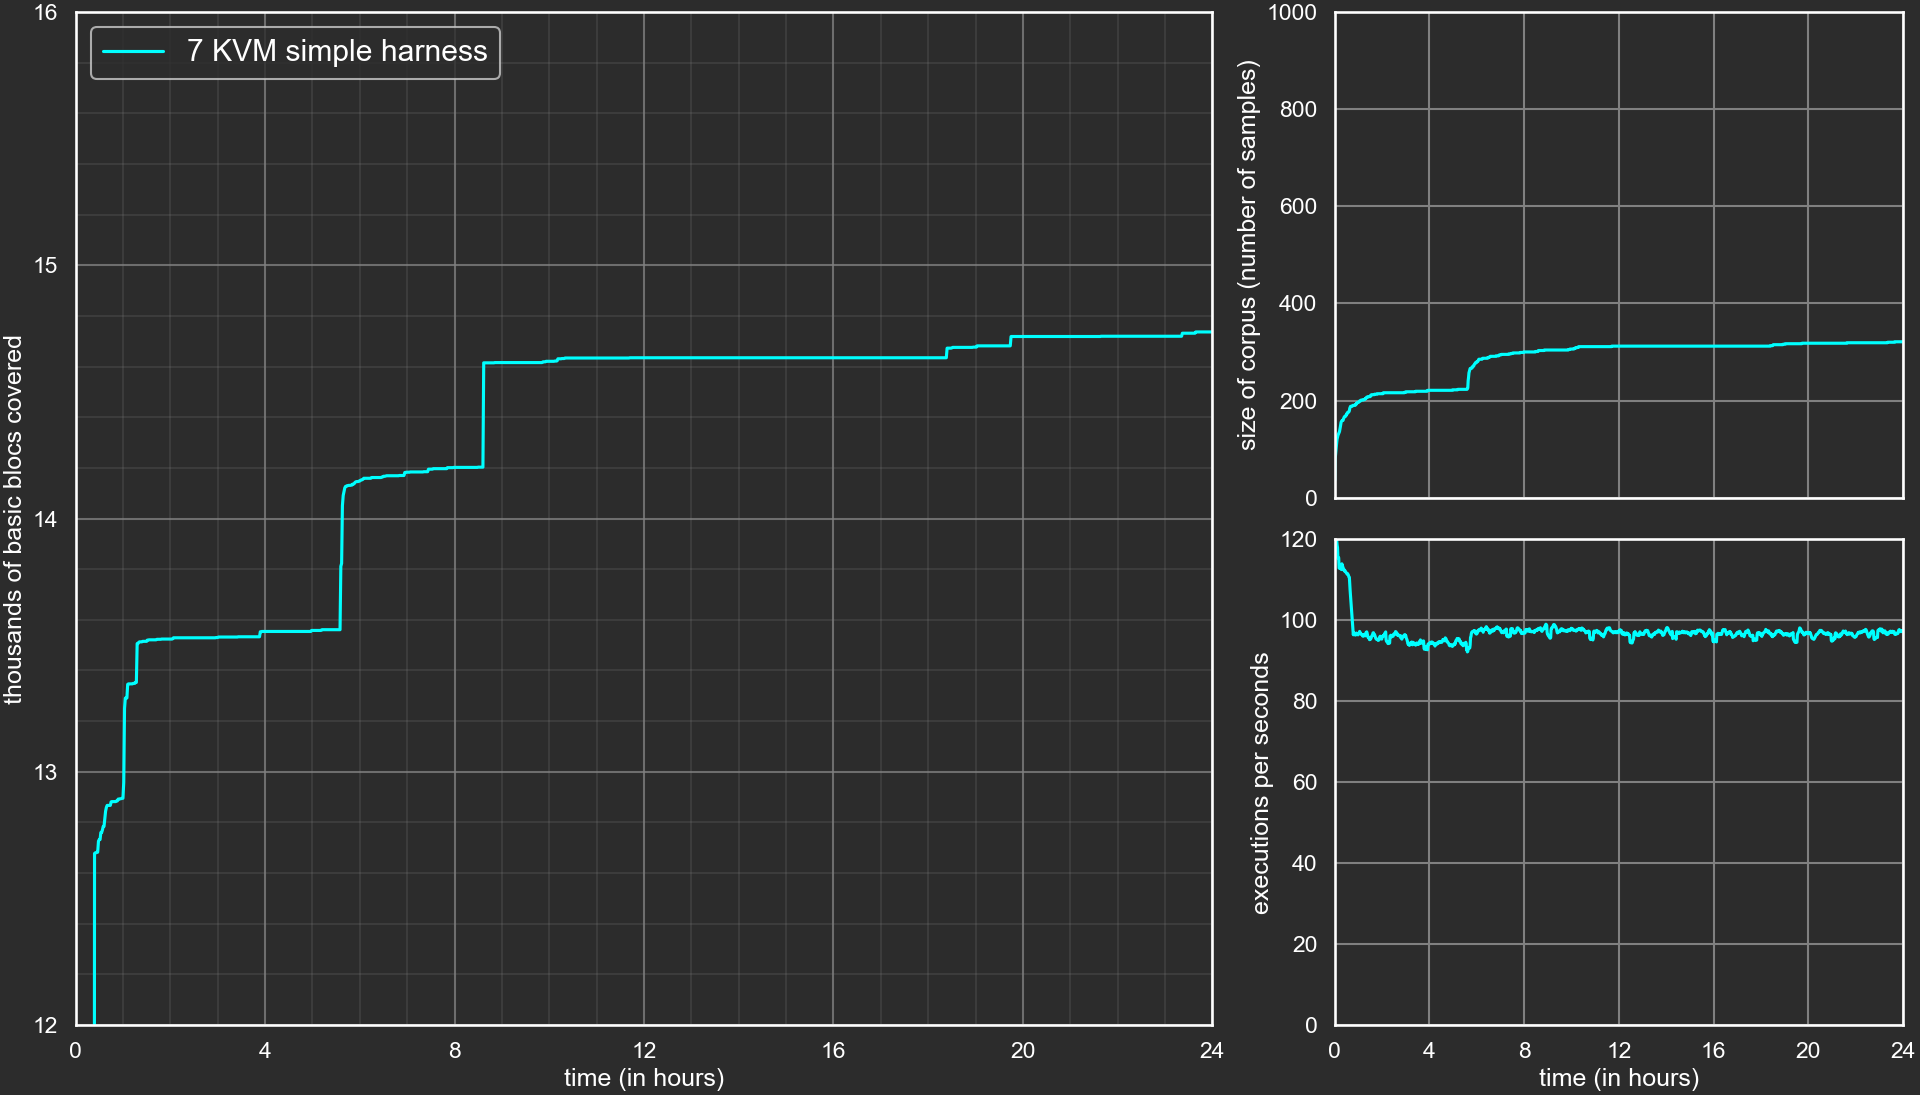 7 KVM simple harness
thousands of basic blocs covered
16
15
14
13
12
0 4 8 12 16 20 24
time (in hours)
size of corpus (number of samples)
1000
800
600
400
200
0
executions per seconds
120
100
80
60
40
20
0
0 4 8 12 16 20 24
time (in hours)